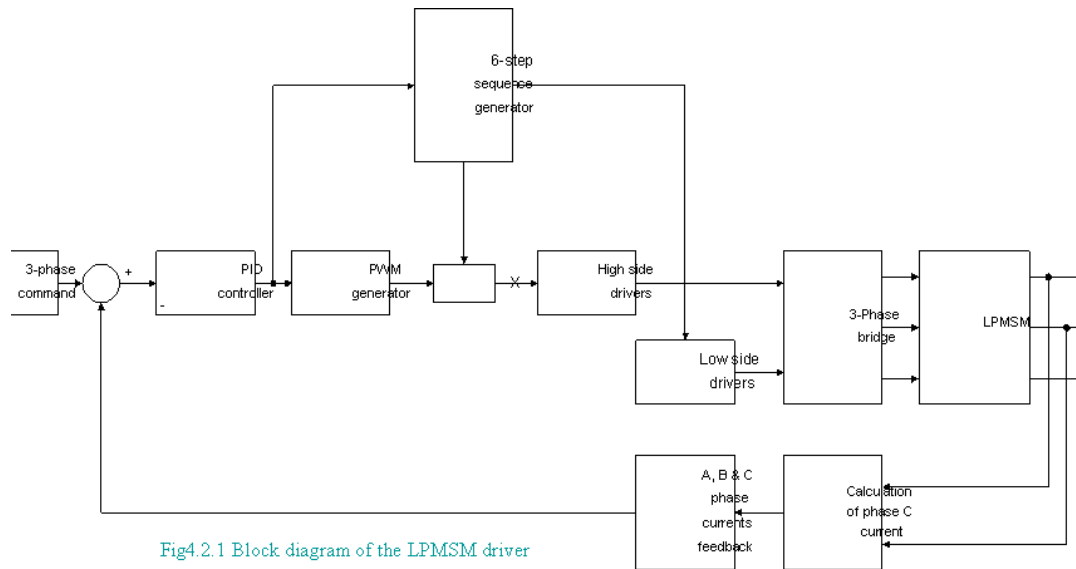 6-step
sequence
generator
3-phase
command
+
-
PID
controller
PWM
generator
X
High side
drivers
Low side
drivers
3-Phase
bridge
LPMSM
A, B & C
phase
currents
feedback
Calculation
of phase C
current
Fig4.2.1 Block diagram of the LPMSM driver